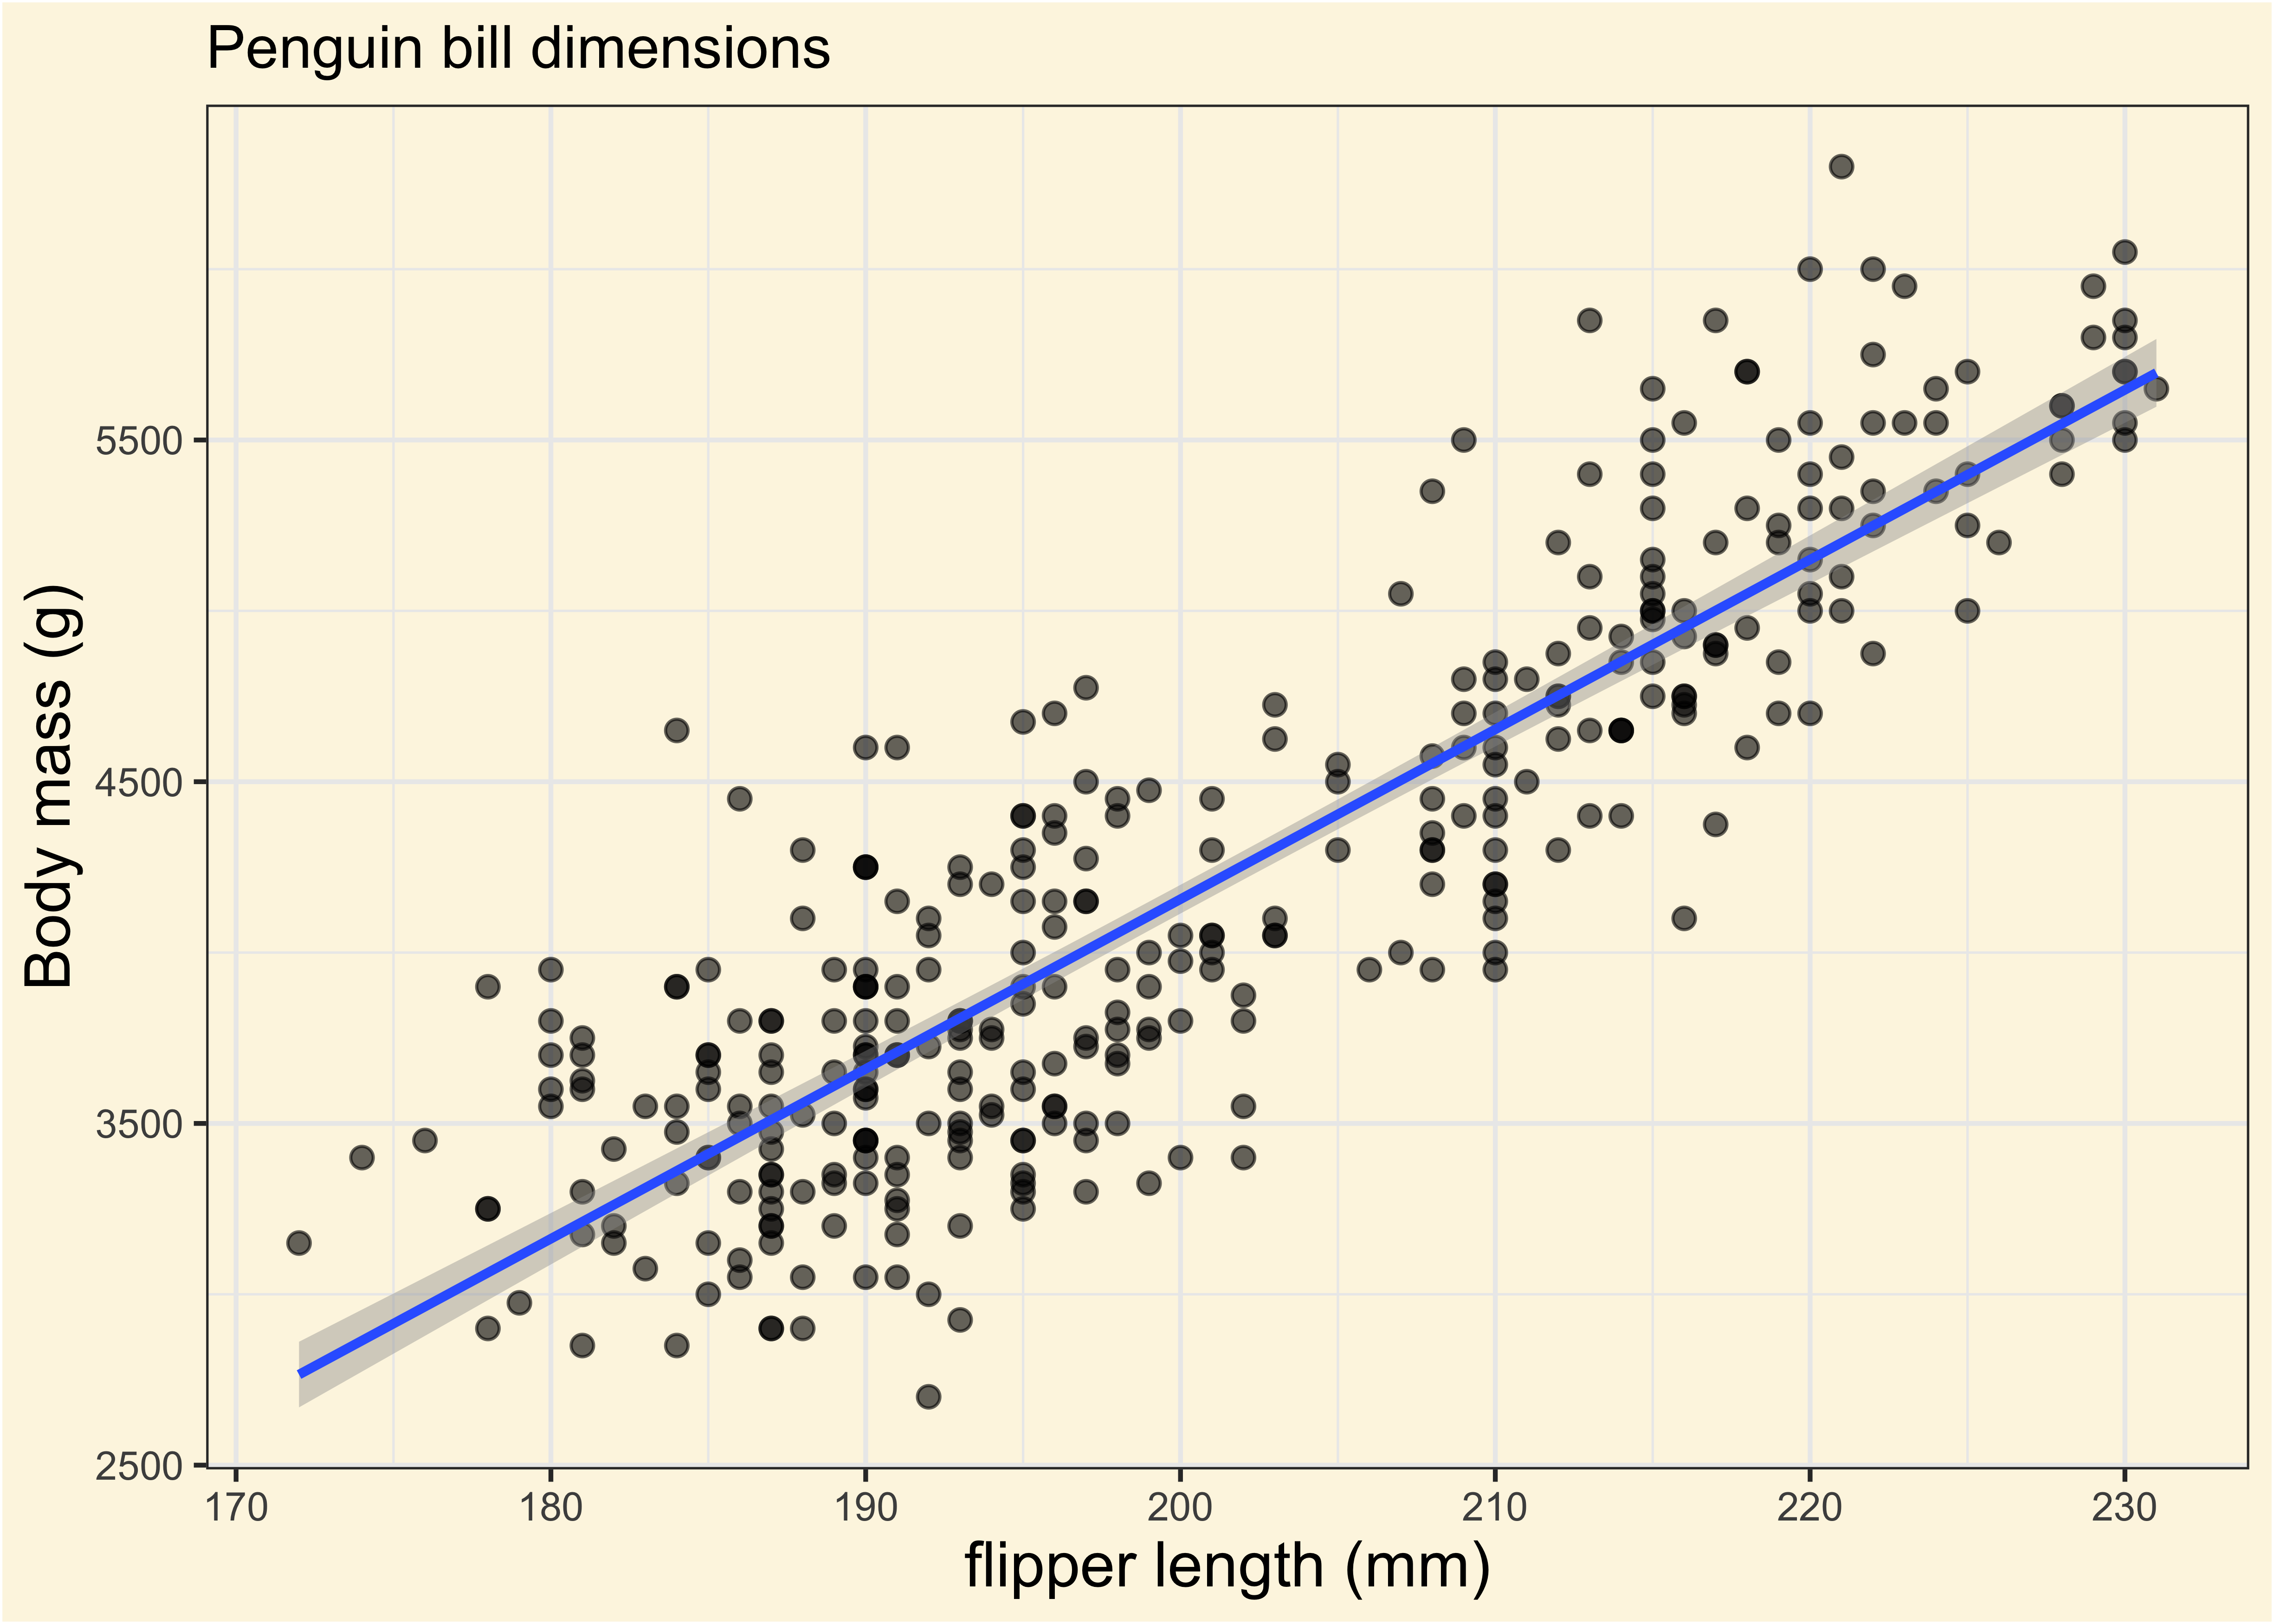 Penguin bill dimensions
Body mass (g)
5500
4500
3500
2500
170 180 190 200 210 220 230
flipper length (mm)